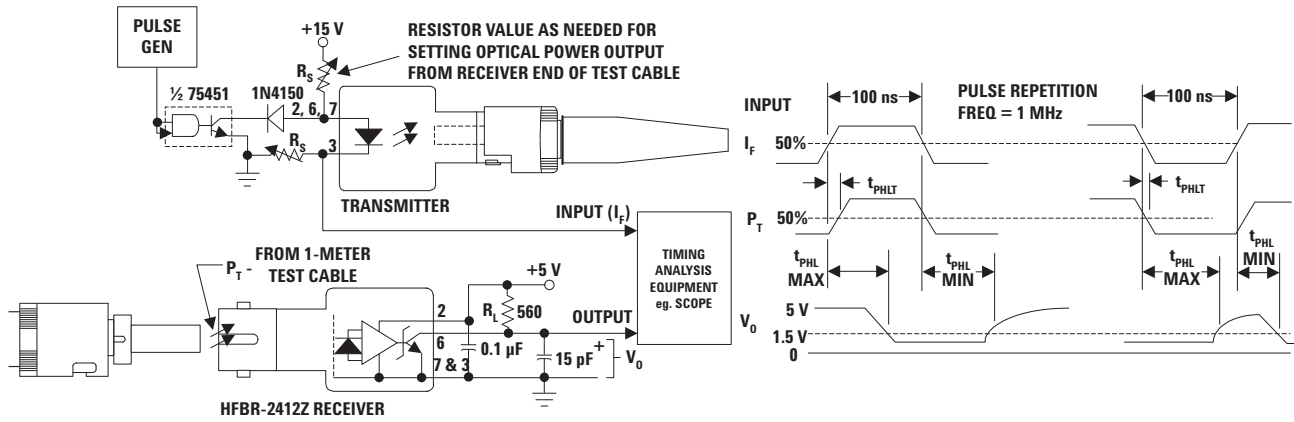 PULSE
GEN
+15 V
RESISTOR VALUE AS NEEDED FOR
SETTING OPTICAL POWER OUTPUT
FROM RECEIVER END OF TEST CABLE
R_S
½ 75451
1N4150
2, 6, 7
R_S
3
TRANSMITTER
INPUT (I_F)
TIMING
ANALYSIS
EQUIPMENT
eg. SCOPE
FROM 1-METER
TEST CABLE
P_T -
+5 V
2
R_L
560
OUTPUT
6
0.1 µF
7 & 3
15 pF
+
V_0
HFBR-2412Z RECEIVER
INPUT
100 ns
PULSE REPETITION
FREQ = 1 MHz
100 ns
I_F
50%
t_PHLT
t_PHLT
P_T
50%
t_PHL
MAX
t_PHL
MIN
t_PHL
MAX
t_PHL
MIN
5 V
V_0
1.5 V
0